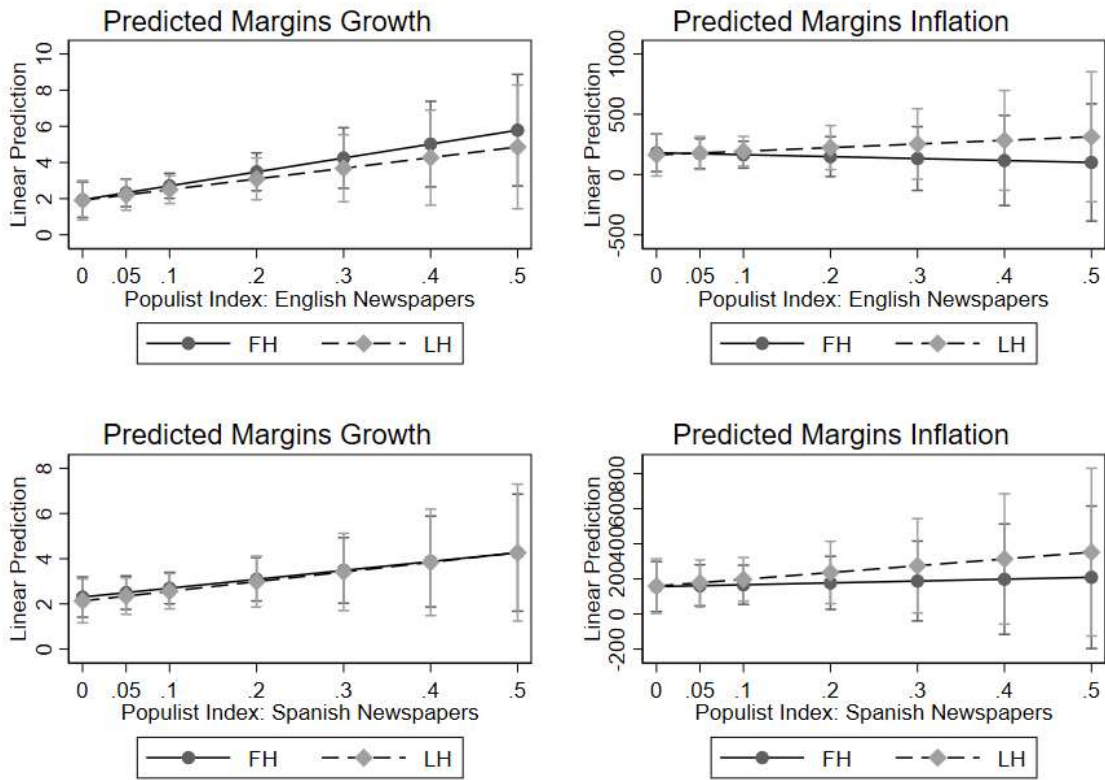 Predicted Margins Growth
Linear Prediction
10
8
6
4
2
0
0 .05 .1 .2 .3 .4 .5
Populist Index: English Newspapers
FH LH
Predicted Margins Inflation
Linear Prediction
1000
500
0
-500
0 .05 .1 .2 .3 .4 .5
Populist Index: English Newspapers
FH LH
Predicted Margins Growth
Linear Prediction
8
6
4
2
0
0 .05 .1 .2 .3 .4 .5
Populist Index: Spanish Newspapers
FH LH
Predicted Margins Inflation
Linear Prediction
800
600
400
200
0
-200
0 .05 .1 .2 .3 .4 .5
Populist Index: Spanish Newspapers
FH LH